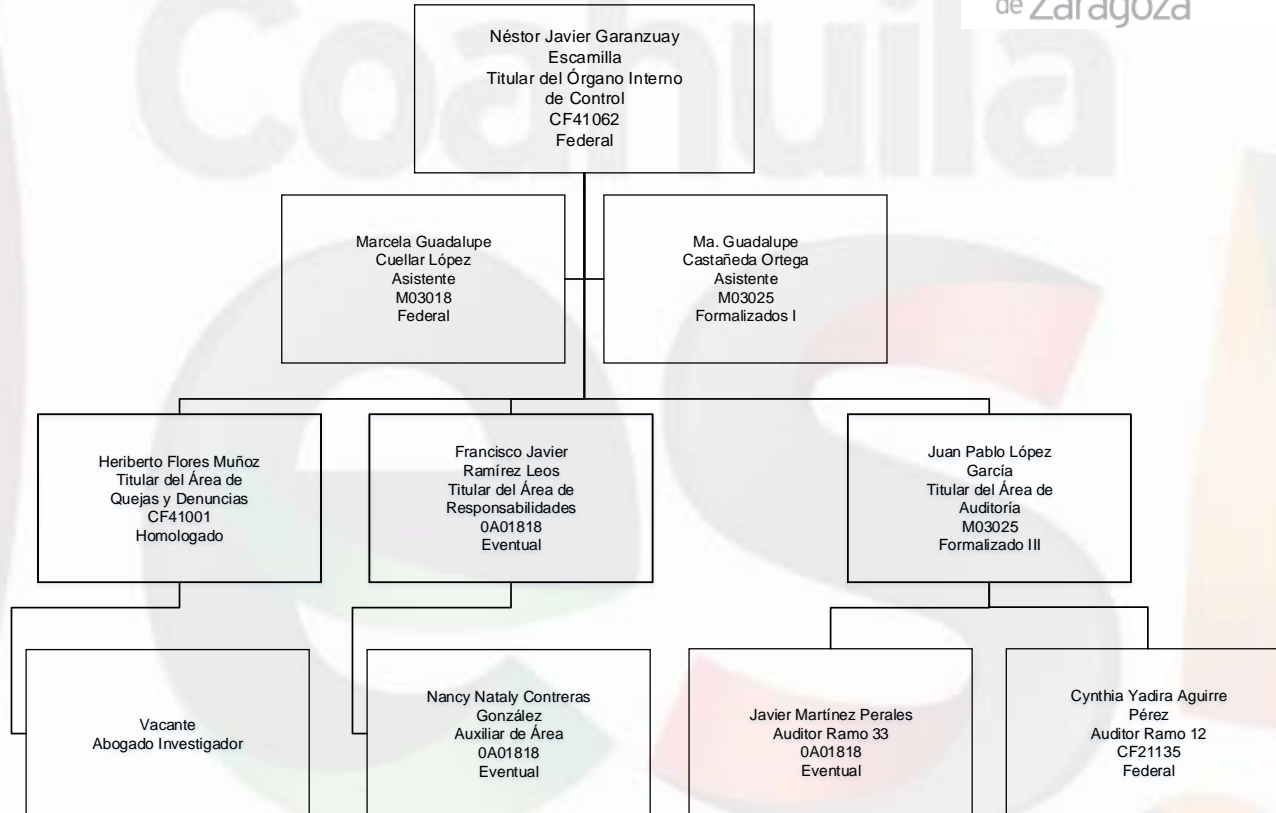 Coahuila
de Zaragoza
Néstor Javier Garanzuay
Escamilla
Titular del Órgano Interno
de Control
CF41062
Federal
Marcela Guadalupe
Cuellar López
Asistente
M03018
Federal
Ma. Guadalupe
Castañeda Ortega
Asistente
M03025
Formalizados I
Heriberto Flores Muñoz
Titular del Área de
Quejas y Denuncias
CF41001
Homologado
Francisco Javier
Ramírez Leos
Titular del Área de
Responsabilidades
0A01818
Eventual
Juan Pablo López
García
Titular del Área de
Auditoría
M03025
Formalizado III
Vacante
Abogado Investigador
Nancy Nataly Contreras
González
Auxiliar de Área
0A01818
Eventual
Javier Martínez Perales
Auditor Ramo 33
0A01818
Eventual
Cynthia Yadira Aguirre
Pérez
Auditor Ramo 12
CF21135
Federal